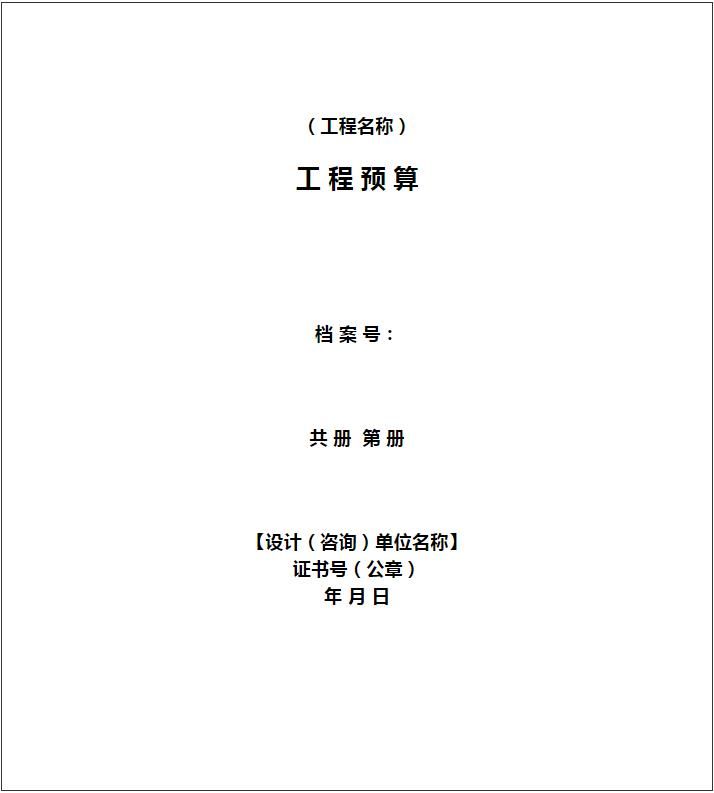 （工程名称）
工 程 预 算
档 案 号：
共 册  第 册
【设计（咨询）单位名称】
证书号（公章）
年 月 日